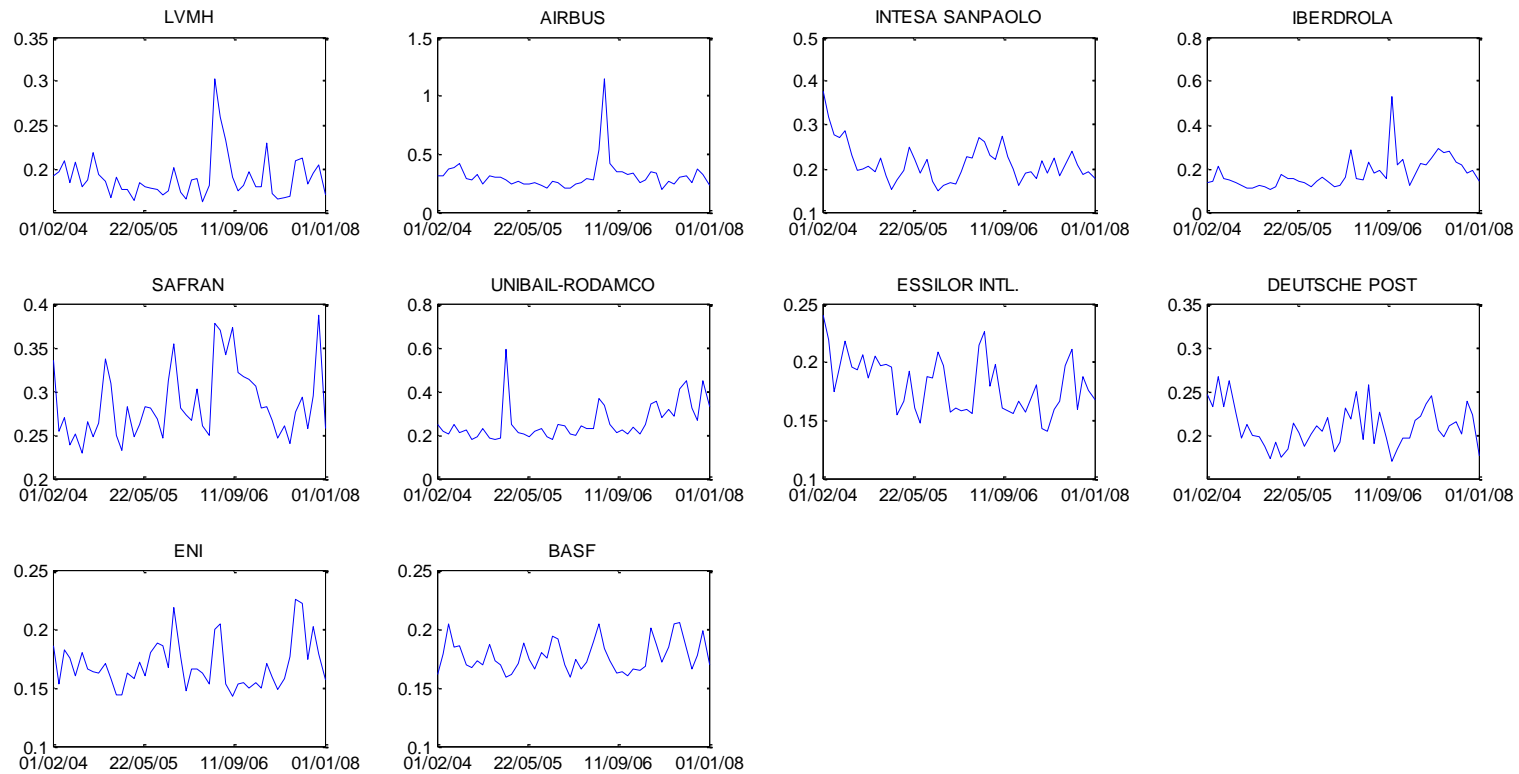 LVMH
0.35
0.3
0.25
0.2
01/02/04 22/05/05 11/09/06 01/01/08
AIRBUS
1.5
1
0.5
0
01/02/04 22/05/05 11/09/06 01/01/08
INTESA SANPAOLO
0.5
0.4
0.3
0.2
0.1
01/02/04 22/05/05 11/09/06 01/01/08
IBERDROLA
0.8
0.6
0.4
0.2
0
01/02/04 22/05/05 11/09/06 01/01/08
SAFRAN
0.4
0.35
0.3
0.25
0.2
01/02/04 22/05/05 11/09/06 01/01/08
UNIBAIL-RODAMCO
0.8
0.6
0.4
0.2
0
01/02/04 22/05/05 11/09/06 01/01/08
ESSILOR INTL.
0.25
0.2
0.15
0.1
01/02/04 22/05/05 11/09/06 01/01/08
DEUTSCHE POST
0.35
0.3
0.25
0.2
01/02/04 22/05/05 11/09/06 01/01/08
ENI
0.25
0.2
0.15
0.1
01/02/04 22/05/05 11/09/06 01/01/08
BASF
0.25
0.2
0.15
0.1
01/02/04 22/05/05 11/09/06 01/01/08